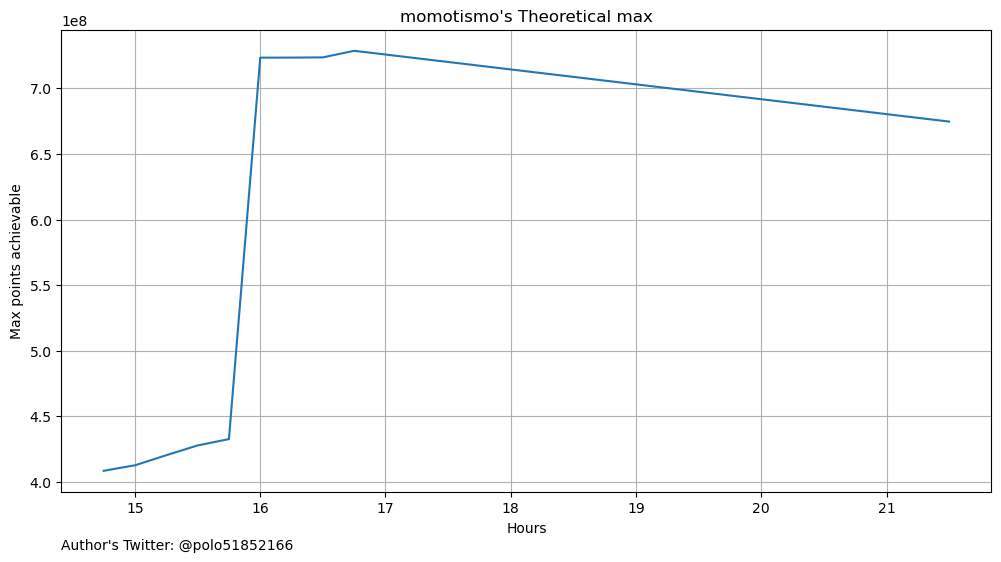 momotismo's Theoretical max
1e8
7.0
6.5
6.0
5.5
5.0
4.5
4.0
Max points achievable
15 16 17 18 19 20 21
Hours
Author's Twitter: @polo51852166